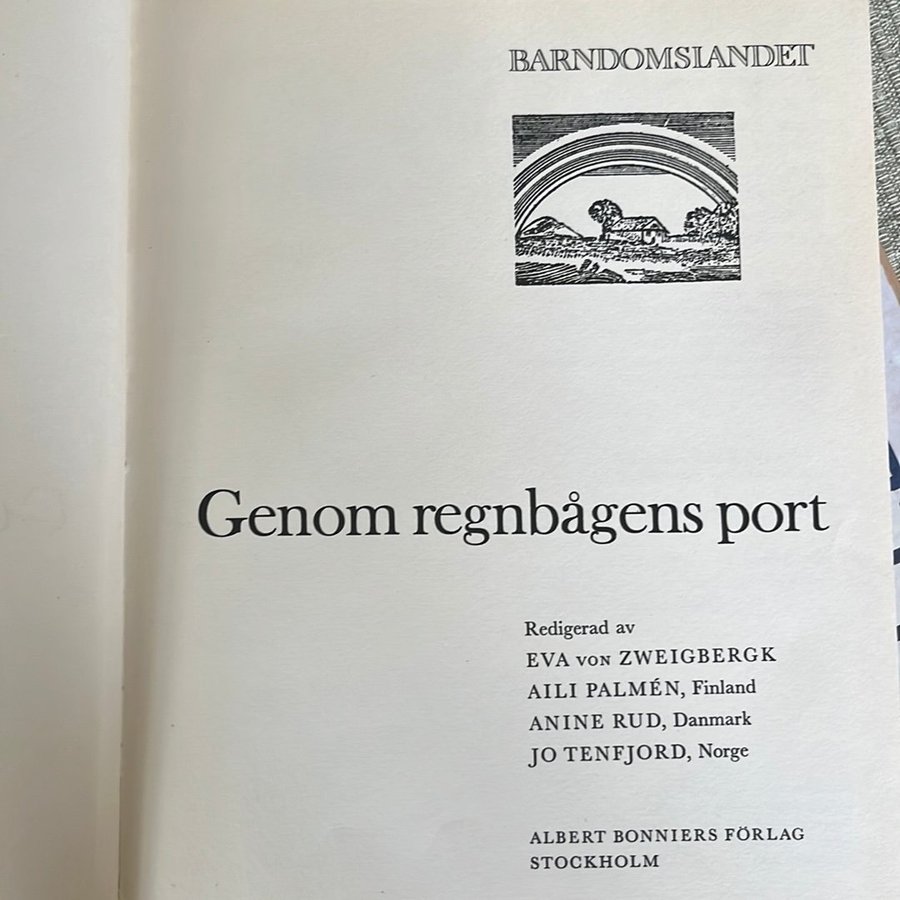 BARNDOMSLANDET
Genom regnbågens port
Redigerad av
EVA von ZWEIGBERGK
AILI PALMÉN, Finland
ANINE RUD, Danmark
JO TENFJORD, Norge
ALBERT BONNIERS FÖRLAG
STOCKHOLM